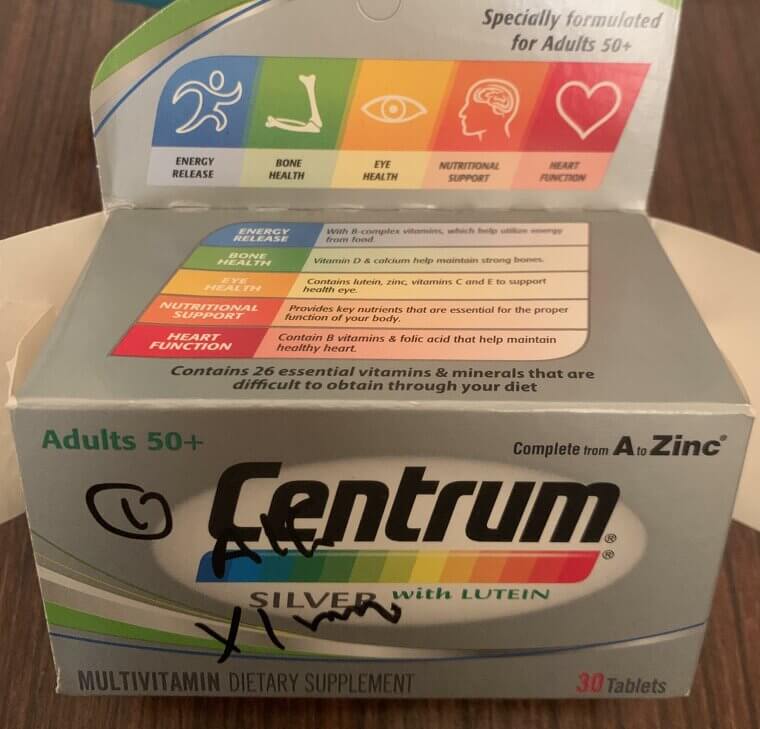 Specially formulated
for Adults 50+
ENERGY
RELEASE
BONE
HEALTH
EYE
HEALTH
NUTRITIONAL
SUPPORT
HEART
FUNCTION
ENERGY
RELEASE
With B-complex vitamins, which help utilize energy
from food
BONE
HEALTH
Vitamin D & calcium help maintain strong bones.
EYE
HEALTH
Contains lutein, zinc, vitamins C and E to support
health eye.
NUTRITIONAL
SUPPORT
Provides key nutrients that are essential for the proper
function of your body.
HEART
FUNCTION
Contain B vitamins & folic acid that help maintain
healthy heart.
Contains 26 essential vitamins & minerals that are
difficult to obtain through your diet
Adults 50+
Complete from A to Zinc®
1
Centrum®
SILVER with LUTEIN
MULTIVITAMIN DIETARY SUPPLEMENT
30 Tablets